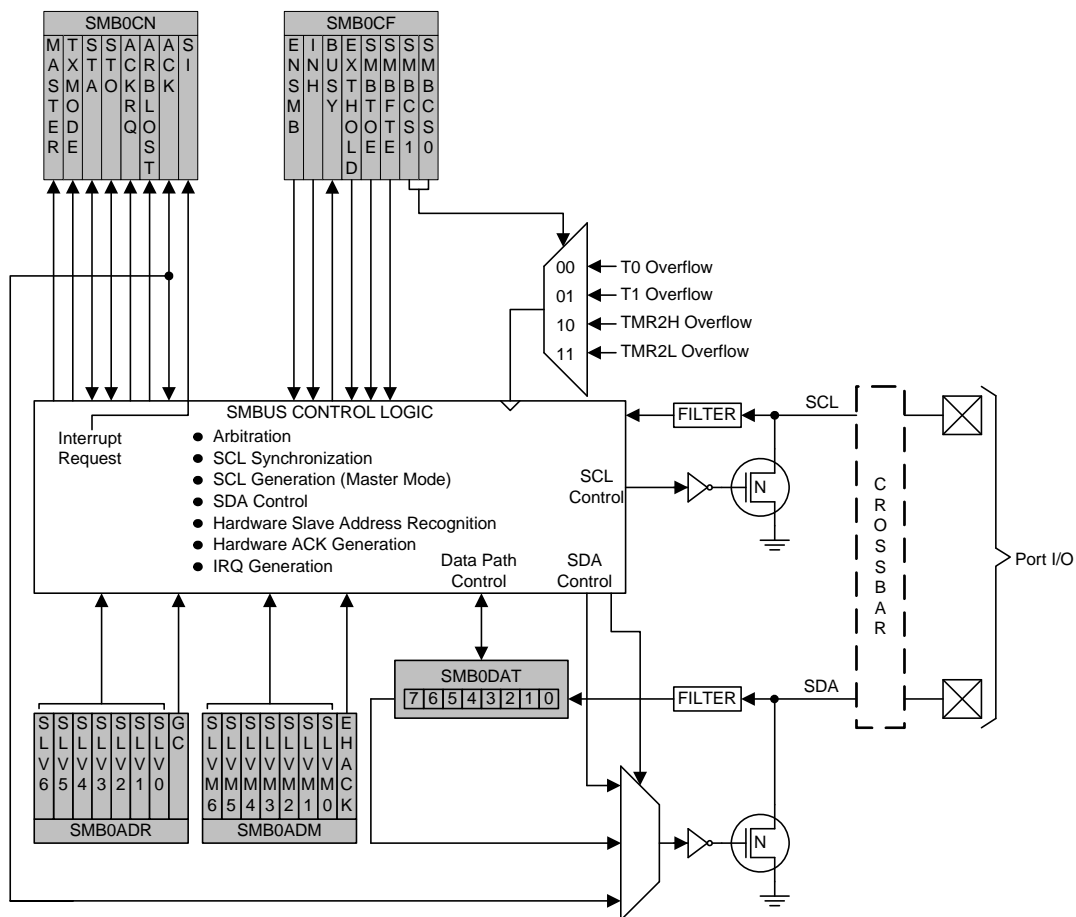 SMB0CN
MASTER
TXMODE
STA
STO
ACKRQ
ARBLOST
ACK
SI
SMB0CF
ENSMB
INH
BUSY
EXTHOLD
SMBTOE
SMBFTE
SMBCS1
SMBCS0
00
01
10
11
T0 Overflow
T1 Overflow
TMR2H Overflow
TMR2L Overflow
SMBUS CONTROL LOGIC
Interrupt
Request
● Arbitration
● SCL Synchronization
● SCL Generation (Master Mode)
● SDA Control
● Hardware Slave Address Recognition
● Hardware ACK Generation
● IRQ Generation
Data Path
Control
SDA
Control
SCL
Control
FILTER
SCL
N
CROSSBAR
Port I/O
SMB0DAT
7 6 5 4 3 2 1 0
FILTER
SDA
N
SLV6
SLV5
SLV4
SLV3
SLV2
SLV1
SLV0
GC
SMB0ADR
SLVM6
SLVM5
SLVM4
SLVM3
SLVM2
SLVM1
SLVM0
EHACK
SMB0ADM